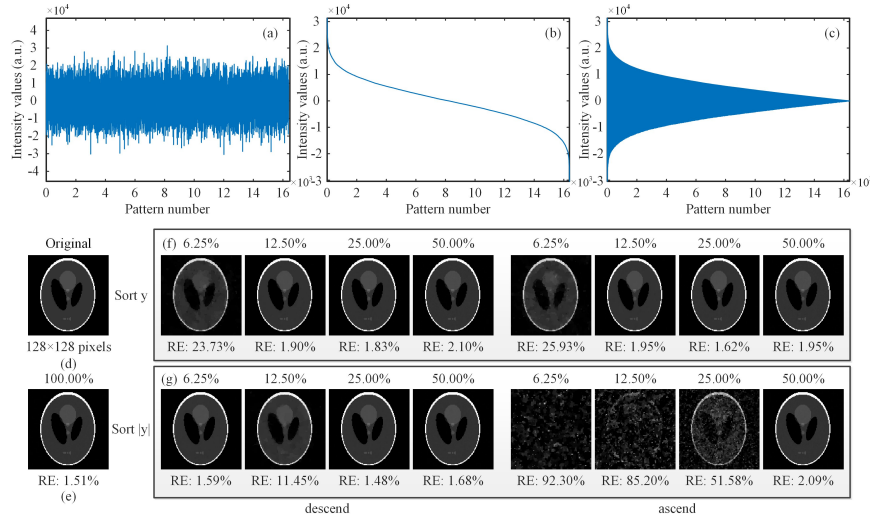 ×10⁴
(a)
Intensity values (a.u.)
4
3
2
1
0
-1
-2
-3
-4
0 2 4 6 8 10 12 14 16
×10³
Pattern number
×10⁴
(b)
Intensity values (a.u.)
3
2
1
0
-1
-2
-3
0 2 4 6 8 10 12 14 16
×10³
Pattern number
×10⁴
(c)
Intensity values (a.u.)
3
2
1
0
-1
-2
-3
0 2 4 6 8 10 12 14 16
Pattern number
Original
128×128 pixels
(d)
Sort y
(f) 6.25% 12.50% 25.00% 50.00% 6.25% 12.50% 25.00% 50.00%
RE: 23.73% RE: 1.90% RE: 1.83% RE: 2.10% RE: 25.93% RE: 1.95% RE: 1.62% RE: 1.95%
100.00%
RE: 1.51%
(e)
Sort |y|
(g) 6.25% 12.50% 25.00% 50.00% 6.25% 12.50% 25.00% 50.00%
RE: 1.59% RE: 11.45% RE: 1.48% RE: 1.68% RE: 92.30% RE: 85.20% RE: 51.58% RE: 2.09%
descend ascend